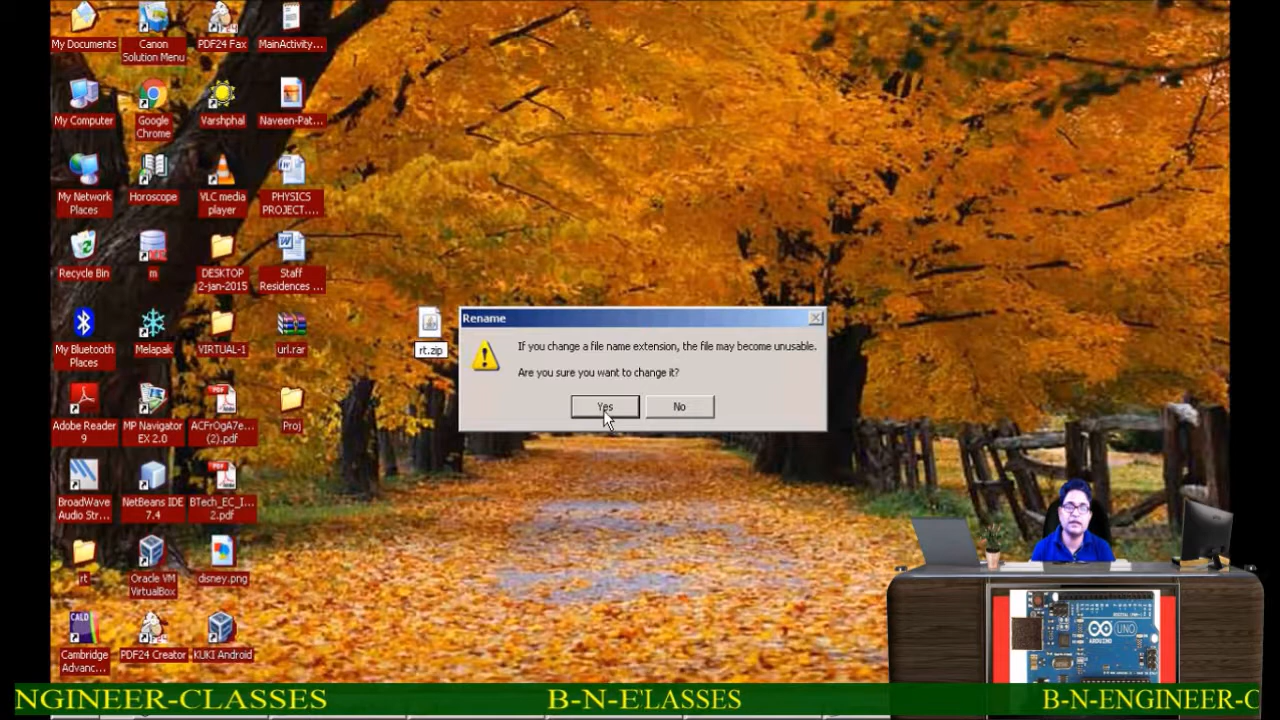 My Documents
Canon
Solution Menu
PDF24 Fax
MainActivity...
My Computer
Google
Chrome
Varshphal
Naveen-Pat...
My Network
Places
Horoscope
VLC media
player
PHYSICS
PROJECT....
Recycle Bin
m
DESKTOP
2-jan-2015
Staff
Residences ...
My Bluetooth
Places
Melapak
VIRTUAL-1
url.rar
rt.zip
Rename
If you change a file name extension, the file may become unusable.
Are you sure you want to change it?
Yes
No
Adobe Reader
9
MP Navigator
EX 2.0
ACFrOgA7e...
(2).pdf
Proj
BroadWave
Audio Str...
NetBeans IDE
7.4
BTech_EC_I...
2.pdf
rt
Oracle VM
VirtualBox
disney.png
CALD
Cambridge
Advanc...
PDF24 Creator
KUKI Android
UNO
ARDUINO
NGINEER-CLASSES
B-N-E'LASSES
B-N-ENGINEER-C